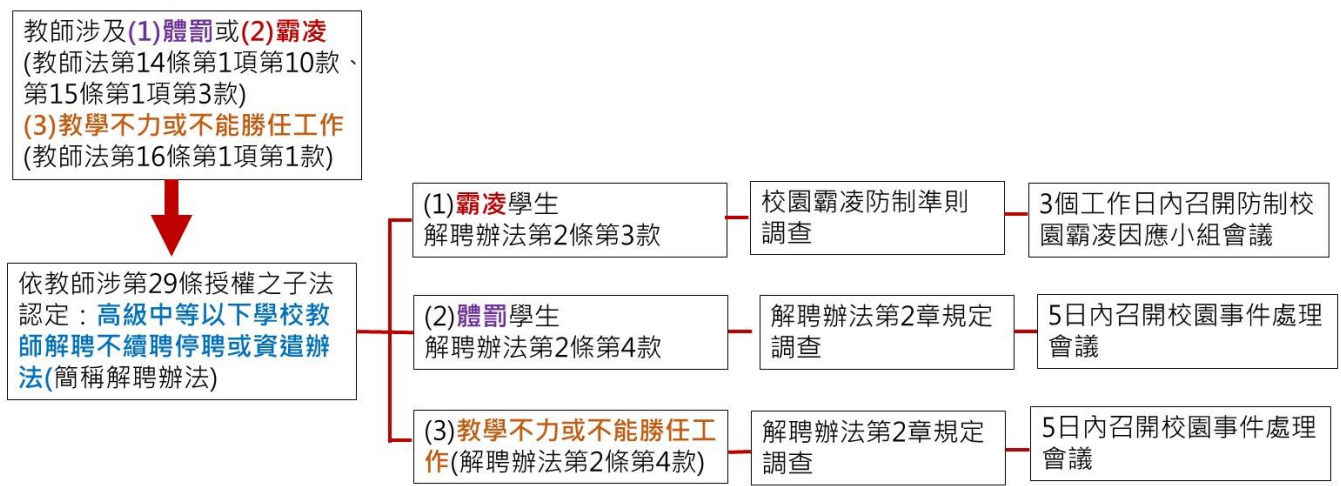 教師涉及(1)體罰或(2)霸凌
(教師法第14條第1項第10款、
第15條第1項第3款)
(3)教學不力或不能勝任工作
(教師法第16條第1項第1款)
依教師涉第29條授權之子法
認定：高級中等以下學校教
師解聘不續聘停聘或資遣辦
法(簡稱解聘辦法)
(1)霸凌學生
解聘辦法第2條第3款
校園霸凌防制準則
調查
3個工作日內召開防制校
園霸凌因應小組會議
(2)體罰學生
解聘辦法第2條第4款
解聘辦法第2章規定
調查
5日內召開校園事件處理
會議
(3)教學不力或不能勝任工
作(解聘辦法第2條第4款)
解聘辦法第2章規定
調查
5日內召開校園事件處理
會議